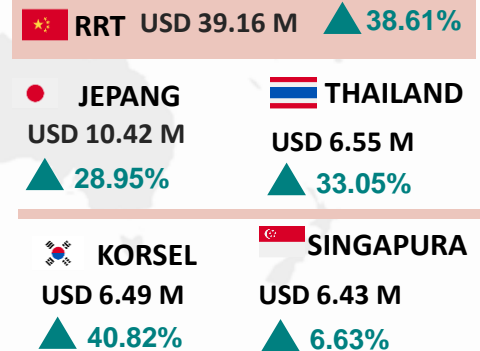 RRT USD 39.16 M 38.61%
JEPANG
USD 10.42 M
28.95%
THAILAND
USD 6.55 M
33.05%
KORSEL
USD 6.49 M
40.82%
SINGAPURA
USD 6.43 M
6.63%